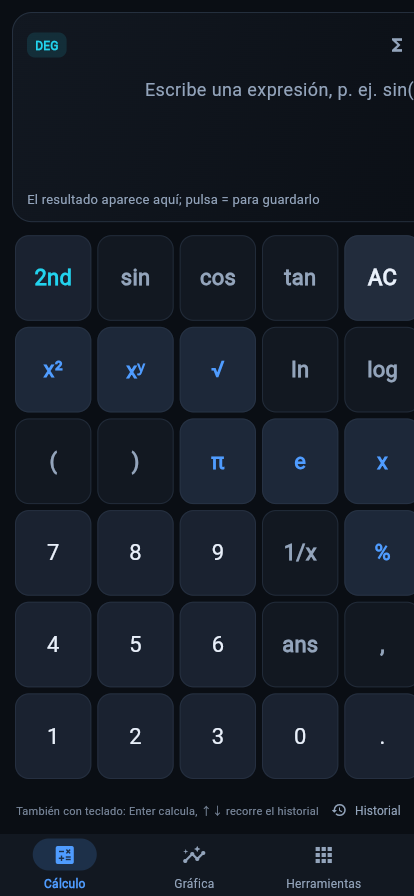 DEG Σ
Escribe una expresión, p. ej. sin(
El resultado aparece aquí; pulsa = para guardarlo
2nd sin cos tan AC
x² xʸ √ ln log
( ) π e x
7 8 9 1/x %
4 5 6 ans ,
1 2 3 0 .
También con teclado: Enter calcula, ↑↓ recorre el historial Historial
Cálculo Gráfica Herramientas